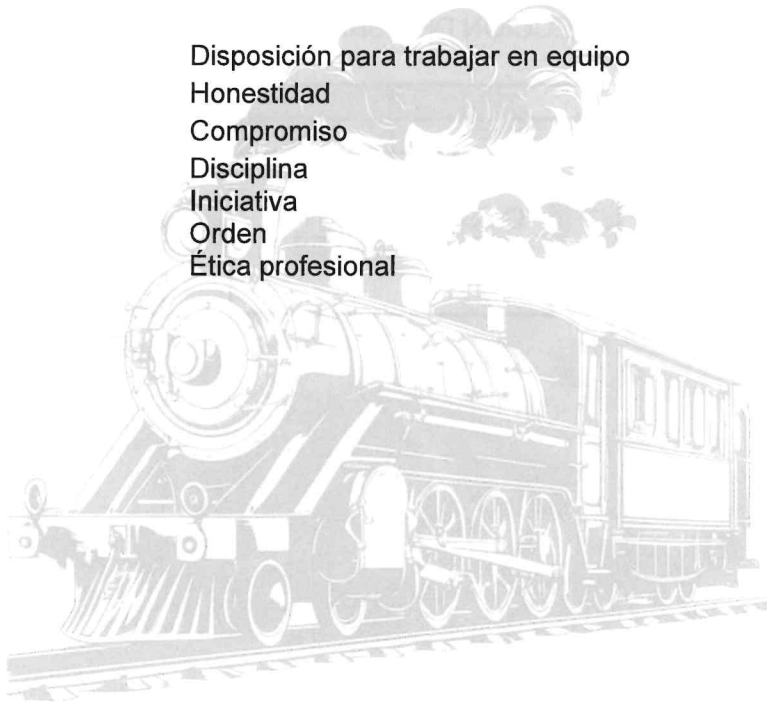 Disposición para trabajar en equipo
Honestidad
Compromiso
Disciplina
Iniciativa
Orden
Ética profesional